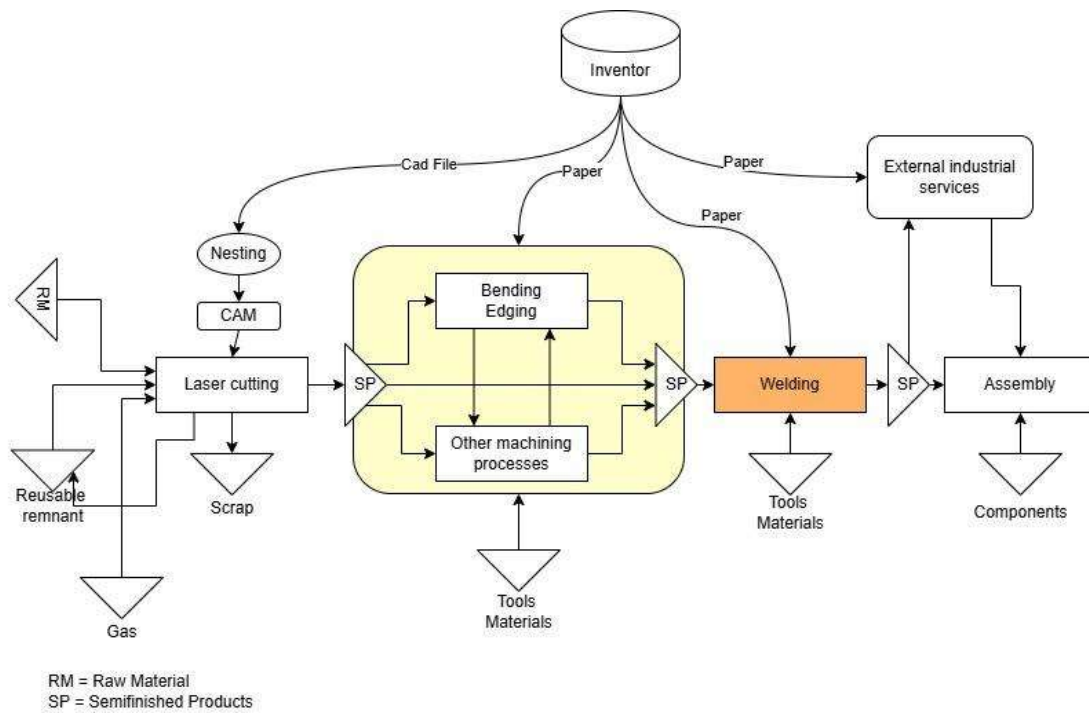 Inventor
Cad File
Paper
Paper
Paper
External industrial
services
Nesting
CAM
RM
Laser cutting
SP
Bending
Edging
Other machining
processes
SP
Welding
SP
Assembly
Reusable
remnant
Scrap
Gas
Tools
Materials
Tools
Materials
Components
RM = Raw Material
SP = Semifinished Products